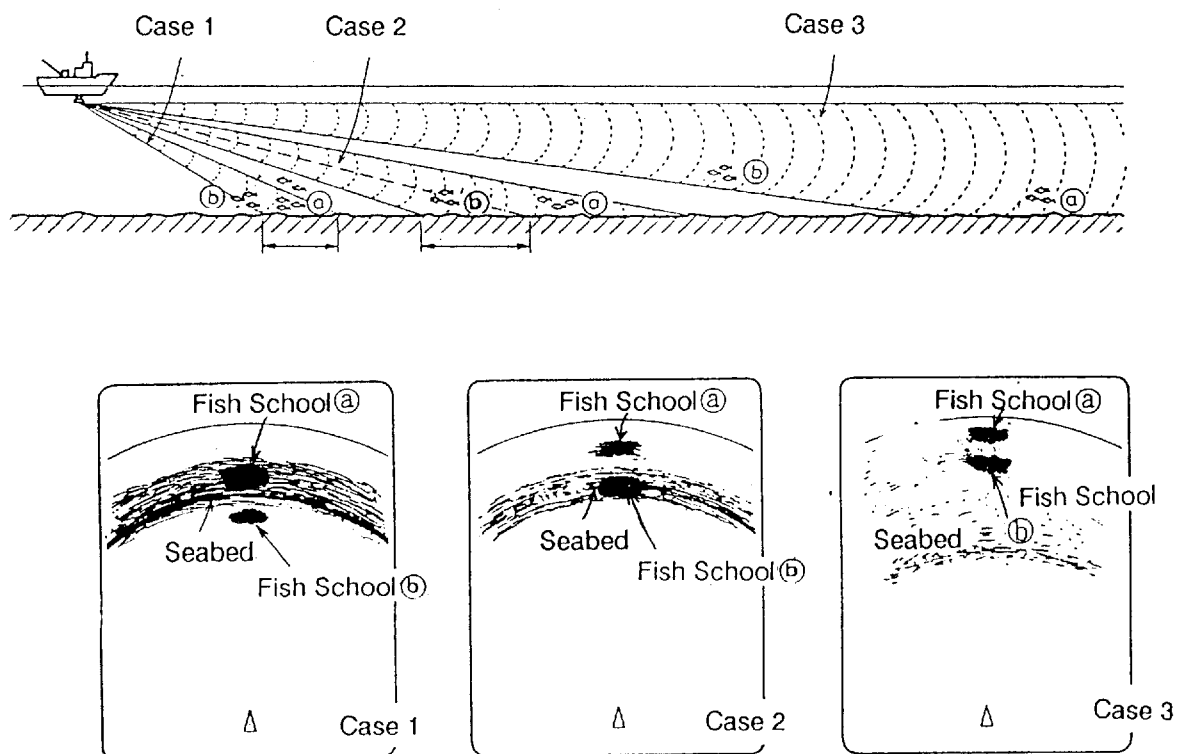 Case 1
Case 2
Case 3
ⓑ
ⓐ
ⓑ
ⓐ
ⓑ
ⓐ
Fish School ⓐ
Seabed
Fish School ⓑ
Case 1
Fish School ⓐ
Seabed
Fish School ⓑ
Case 2
Fish School ⓐ
Fish School
ⓑ
Seabed
Case 3